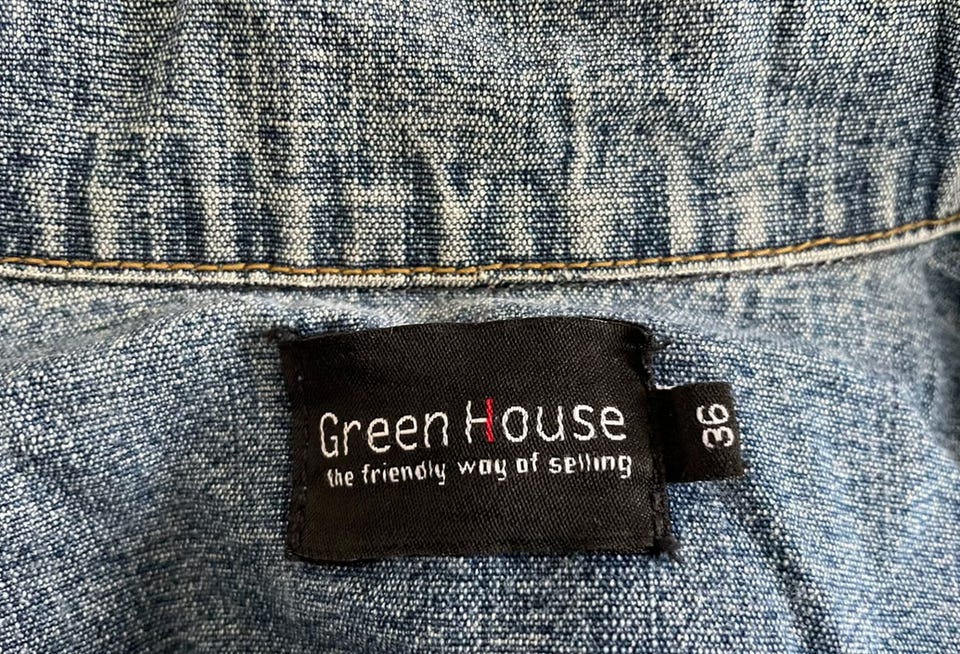 Green House
the friendly way of selling
36